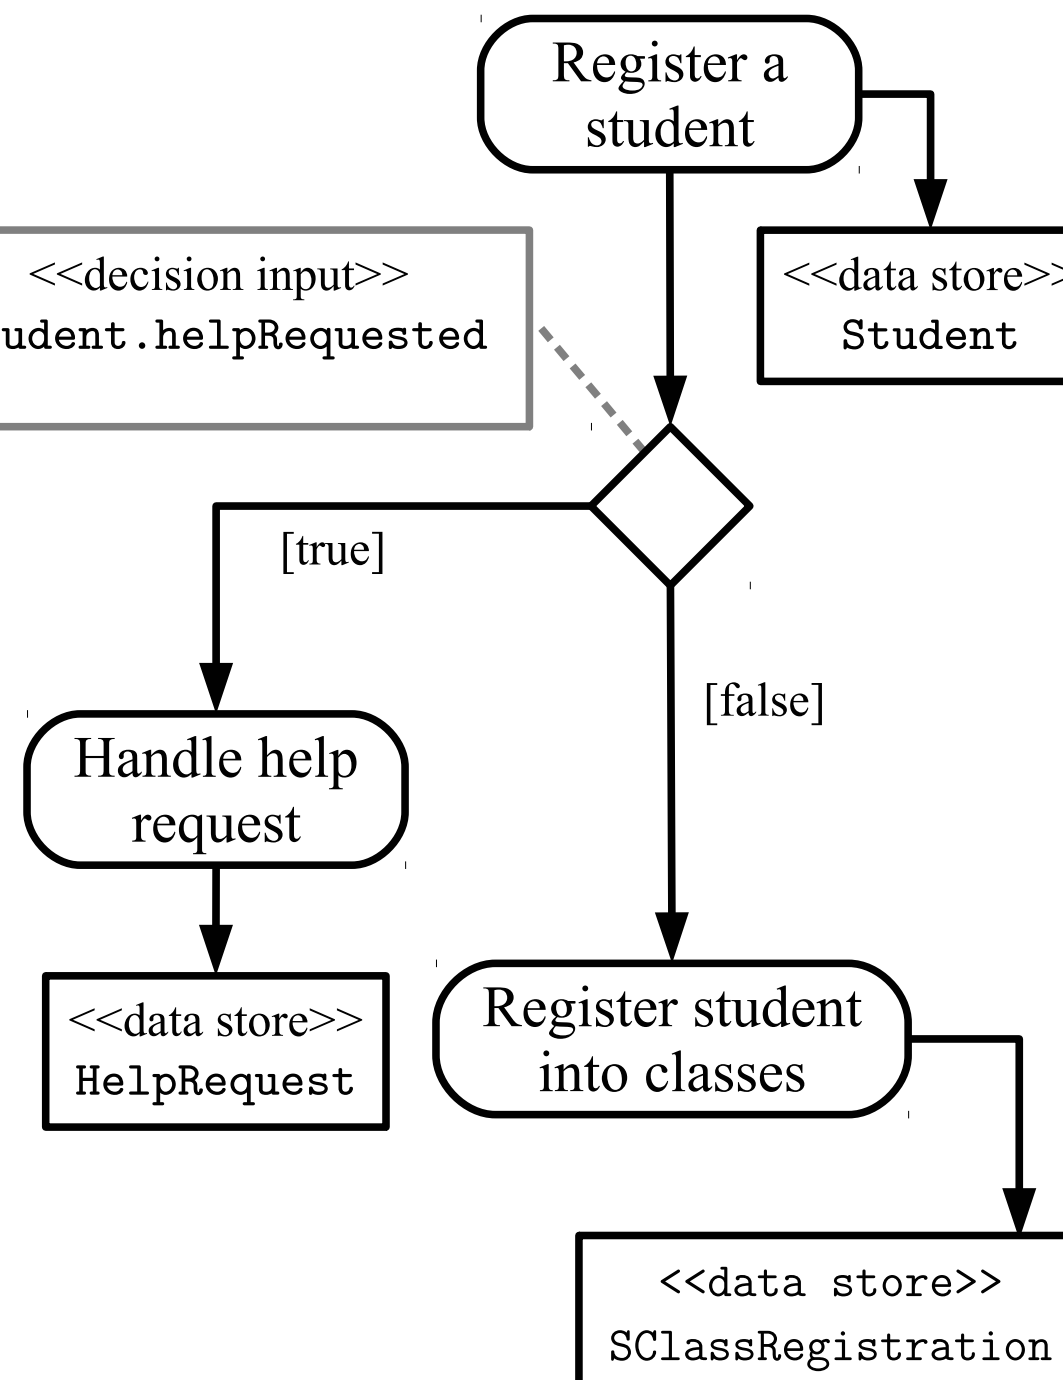 Register a
student
<<decision input>>
udent.helpRequested
<<data store>
Student
[true]
[false]
Handle help
request
<<data store>>
HelpRequest
Register student
into classes
<<data store>>
SClassRegistration